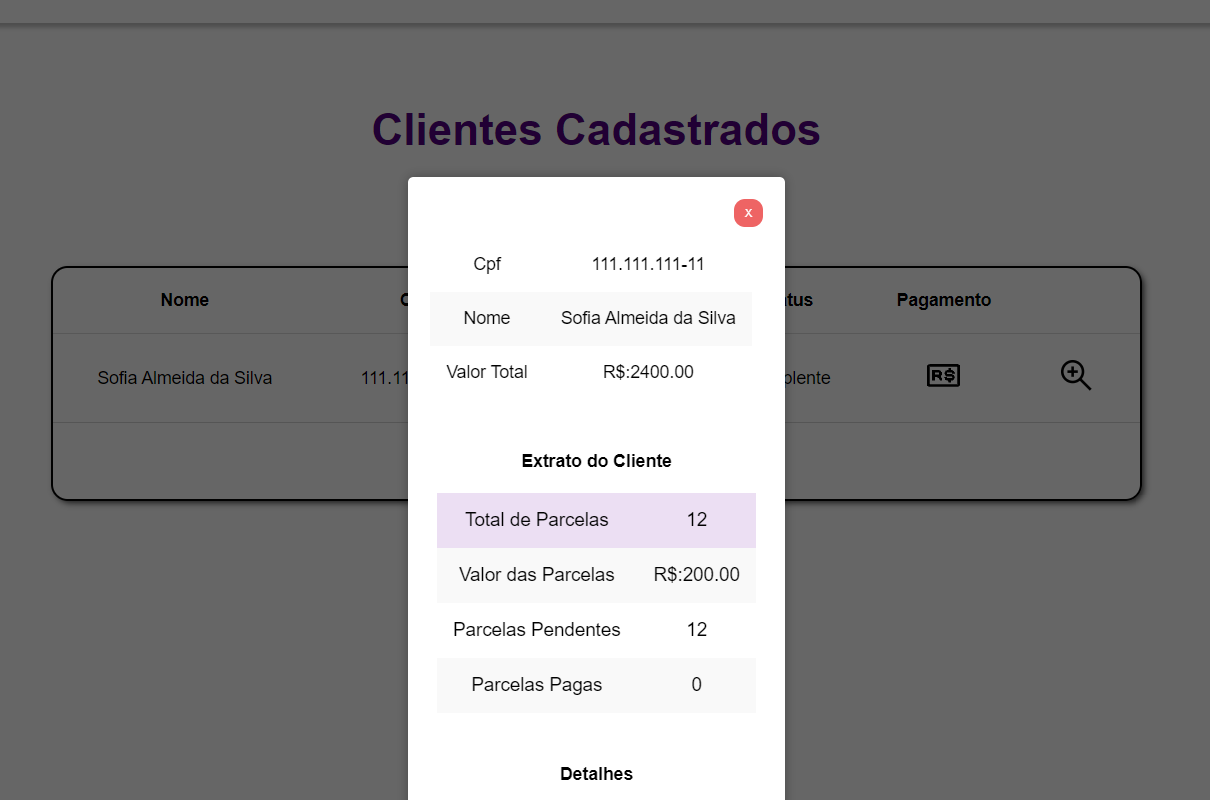 Clientes Cadastrados
x
Cpf 111.111.111-11
Nome Sofia Almeida da Silva
Valor Total R$:2400.00
Extrato do Cliente
Total de Parcelas 12
Valor das Parcelas R$:200.00
Parcelas Pendentes 12
Parcelas Pagas 0
Detalhes
Nome Pagamento
Sofia Almeida da Silva 111.11 R$